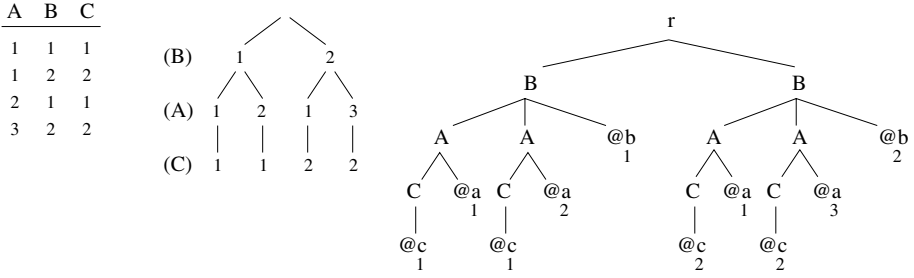 A B C
1 1 1
1 2 2
2 1 1
3 2 2
(B) 1 2
(A) 1 2 1 3
(C) 1 1 2 2
r
B B
A A @b A A @b
1 2
C @a C @a C @a C @a
1 2 1 3
@c @c @c @c
1 1 2 2